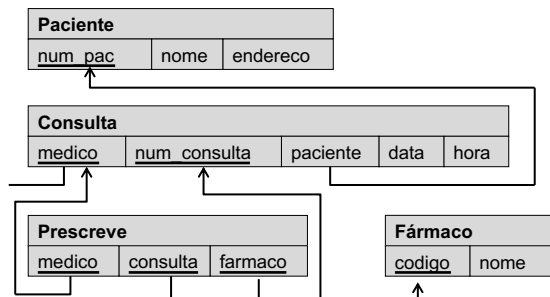 Paciente
num_pac nome endereco
Consulta
medico num_consulta paciente data hora
Prescreve
medico consulta farmaco
Fármaco
codigo nome